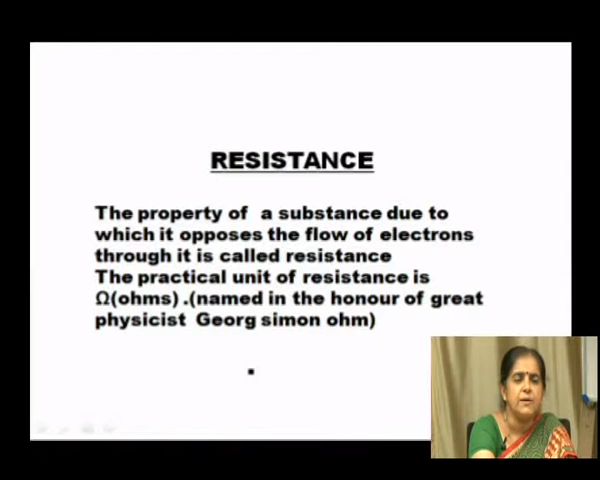 RESISTANCE
The property of a substance due to
which it opposes the flow of electrons
through it is called resistance
The practical unit of resistance is
Ω(ohms) .(named in the honour of great
physicist Georg simon ohm)